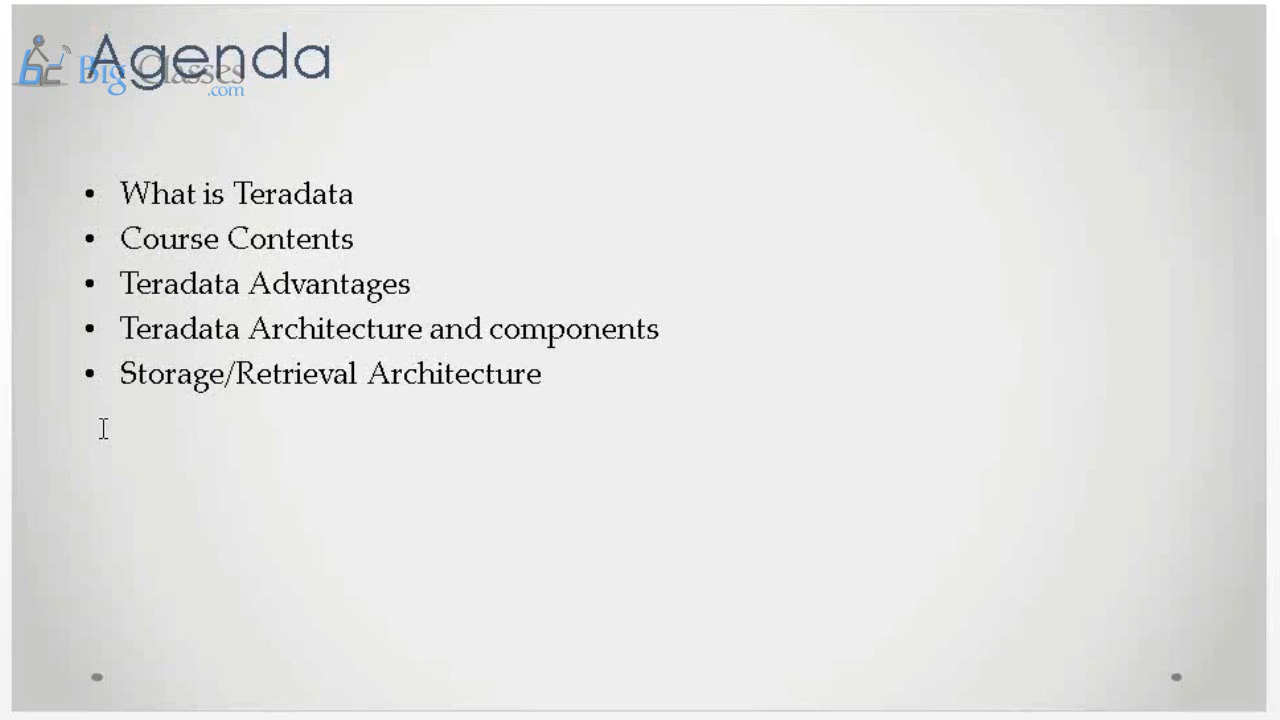 Agenda
Big Classes
.com
• What is Teradata
• Course Contents
• Teradata Advantages
• Teradata Architecture and components
• Storage/Retrieval Architecture